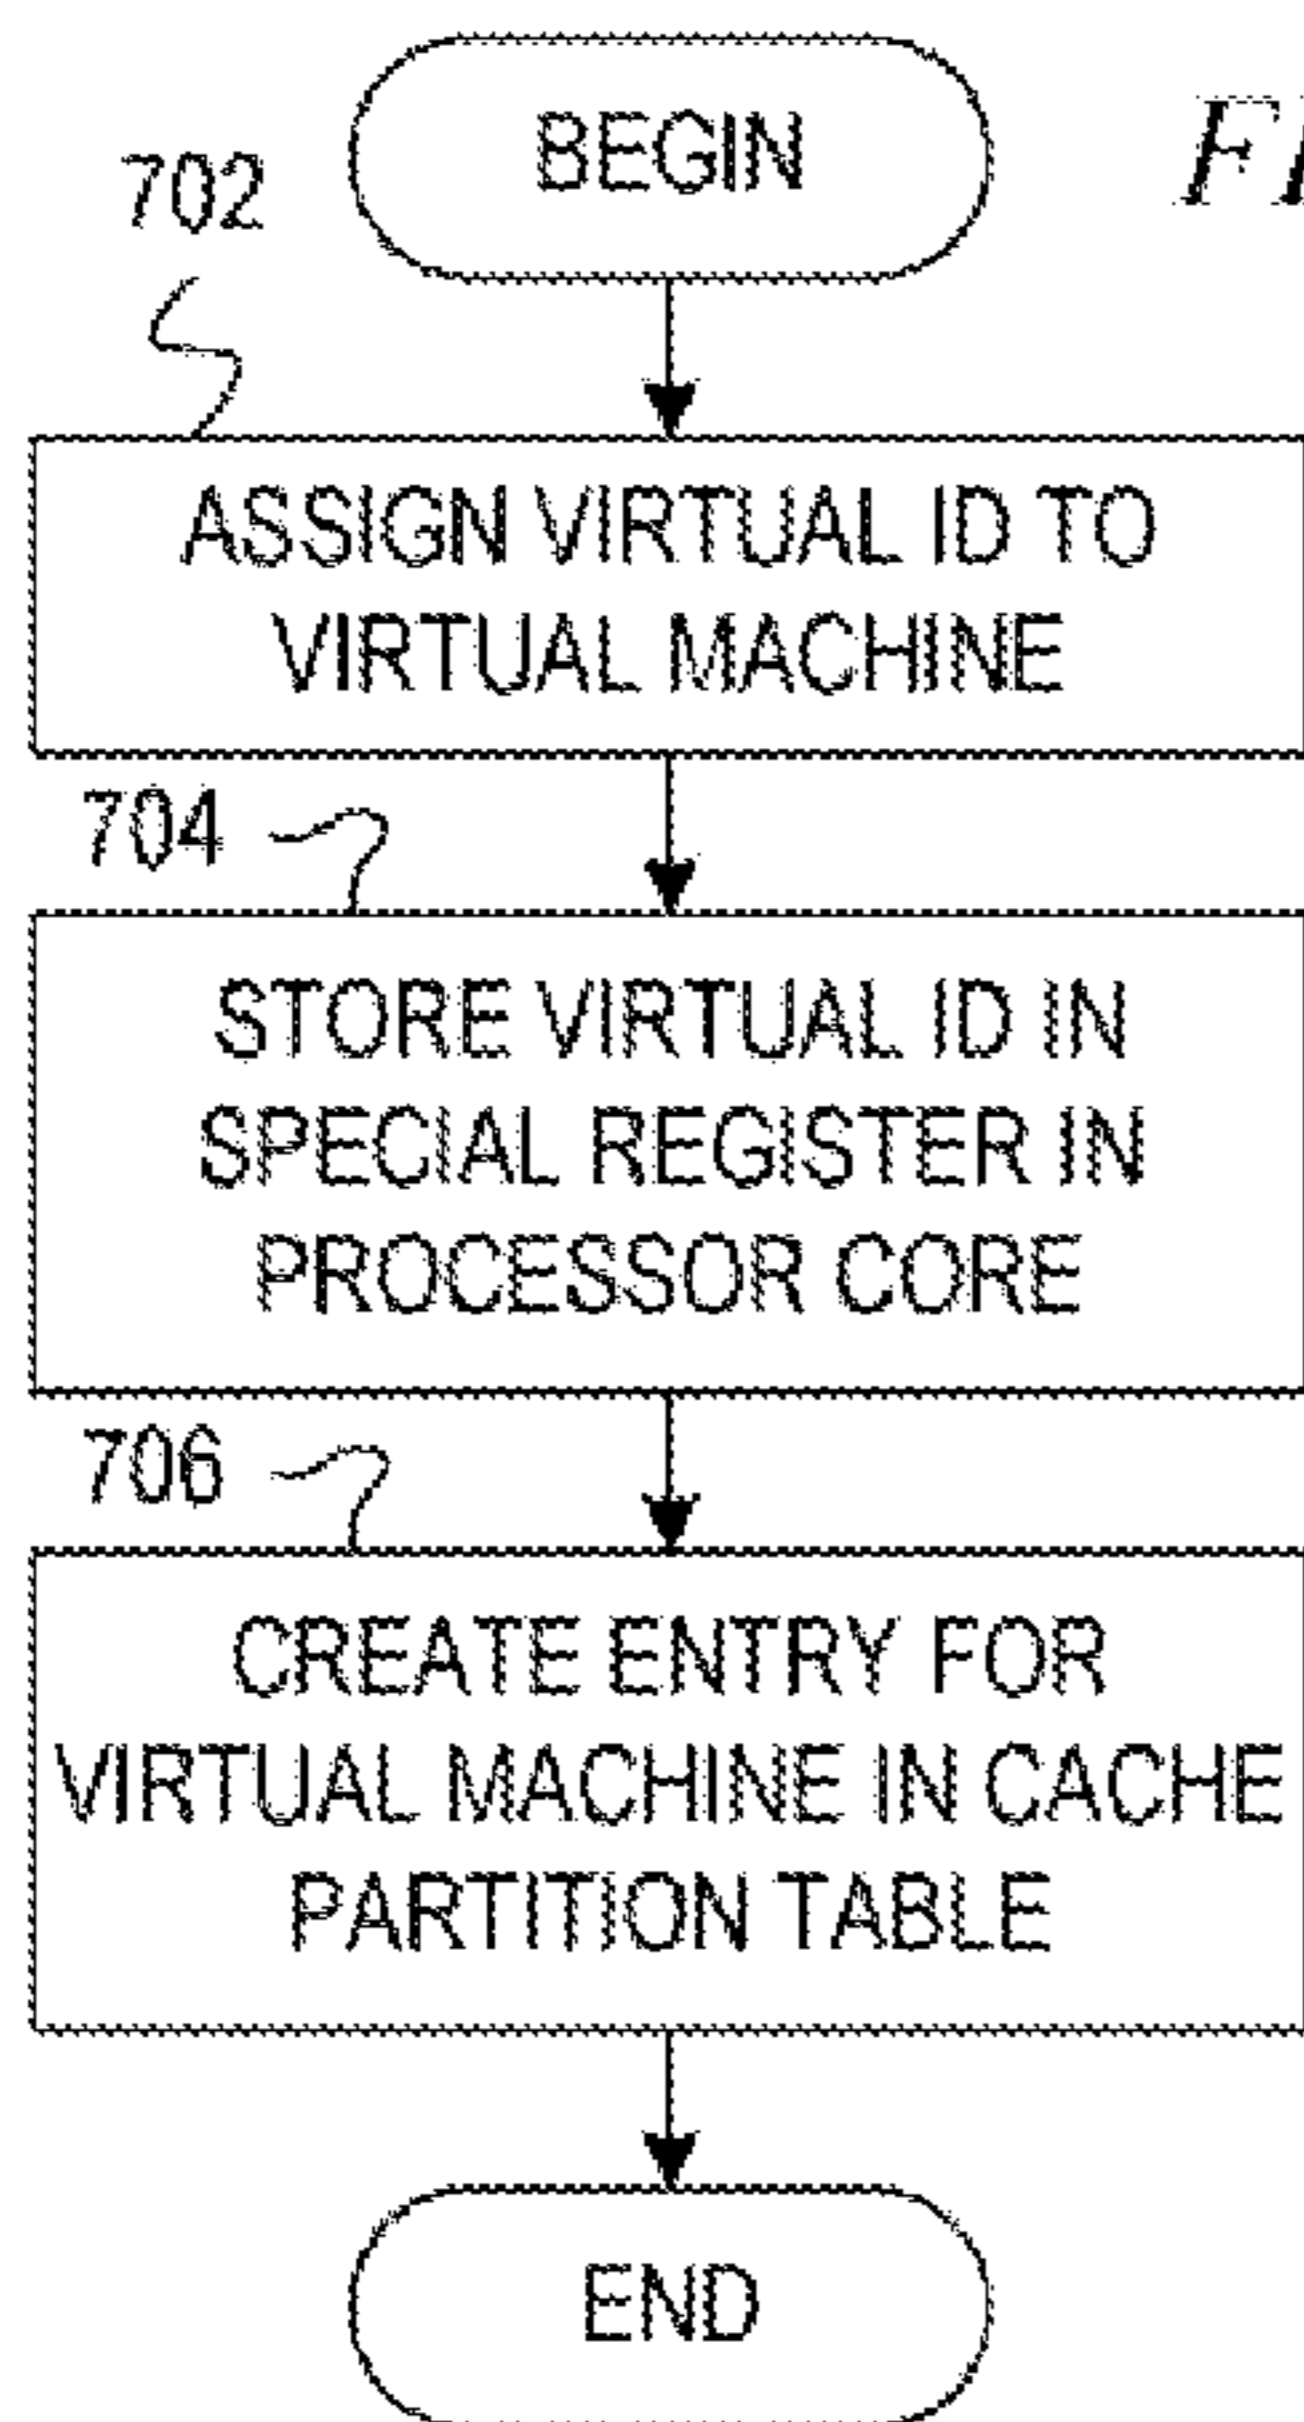 BEGIN
702
ASSIGN VIRTUAL ID TO
VIRTUAL MACHINE
704
STORE VIRTUAL ID IN
SPECIAL REGISTER IN
PROCESSOR CORE
706
CREATE ENTRY FOR
VIRTUAL MACHINE IN CACHE
PARTITION TABLE
END